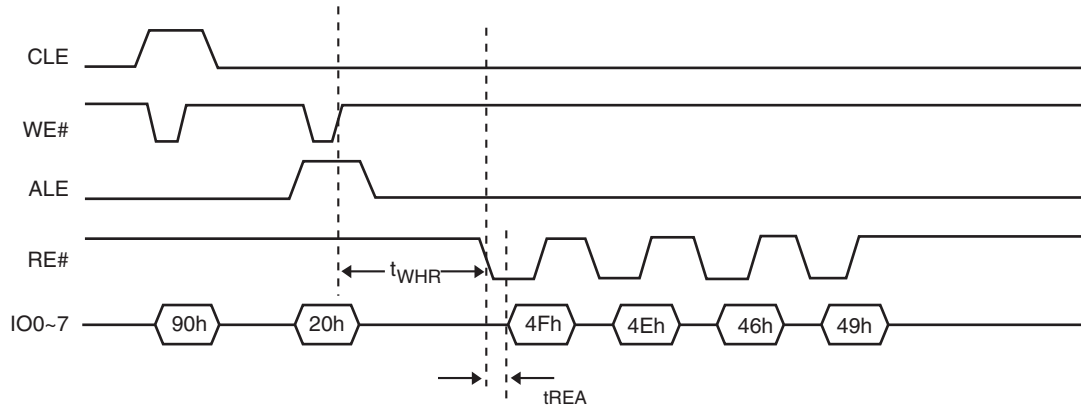 CLE
WE#
ALE
RE#
tWHR
IO0~7 90h 20h 4Fh 4Eh 46h 49h
tREA